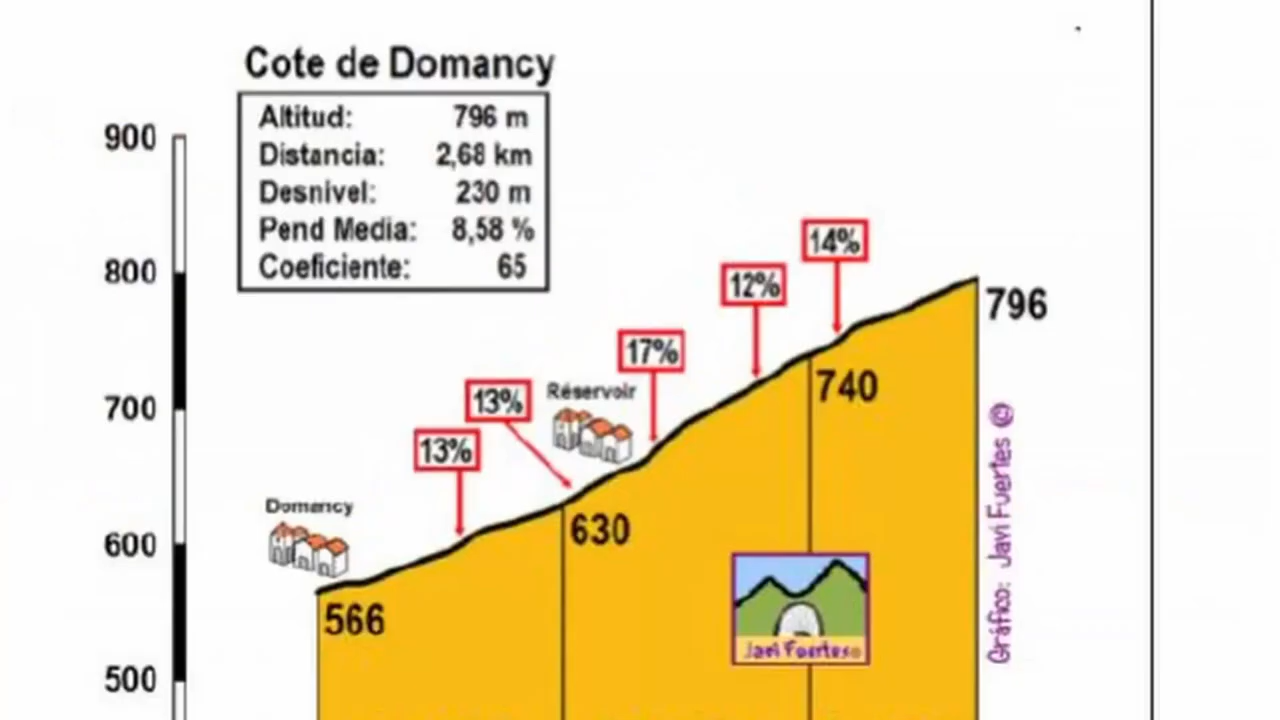 Cote de Domancy
Altitud: 796 m
Distancia: 2,68 km
Desnivel: 230 m
Pend Media: 8,58 %
Coeficiente: 65
900
800
700
600
500
14%
12%
17%
13%
13%
Réservoir
Domancy
796
740
630
566
Javi Fuertes©
Gráfico: Javi Fuertes ©